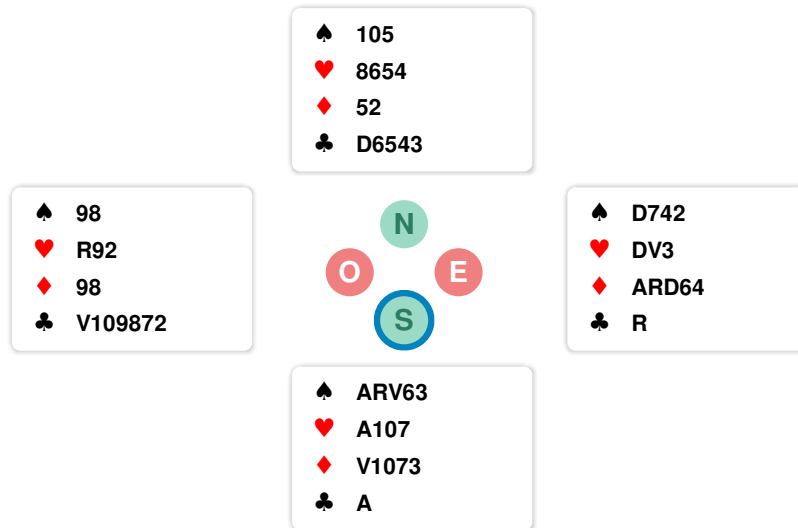 ♠ 105
♥ 8654
♦ 52
♣ D6543
♠ 98
♥ R92
♦ 98
♣ V109872
N
O
E
S
♠ D742
♥ DV3
♦ ARD64
♣ R
♠ ARV63
♥ A107
♦ V1073
♣ A